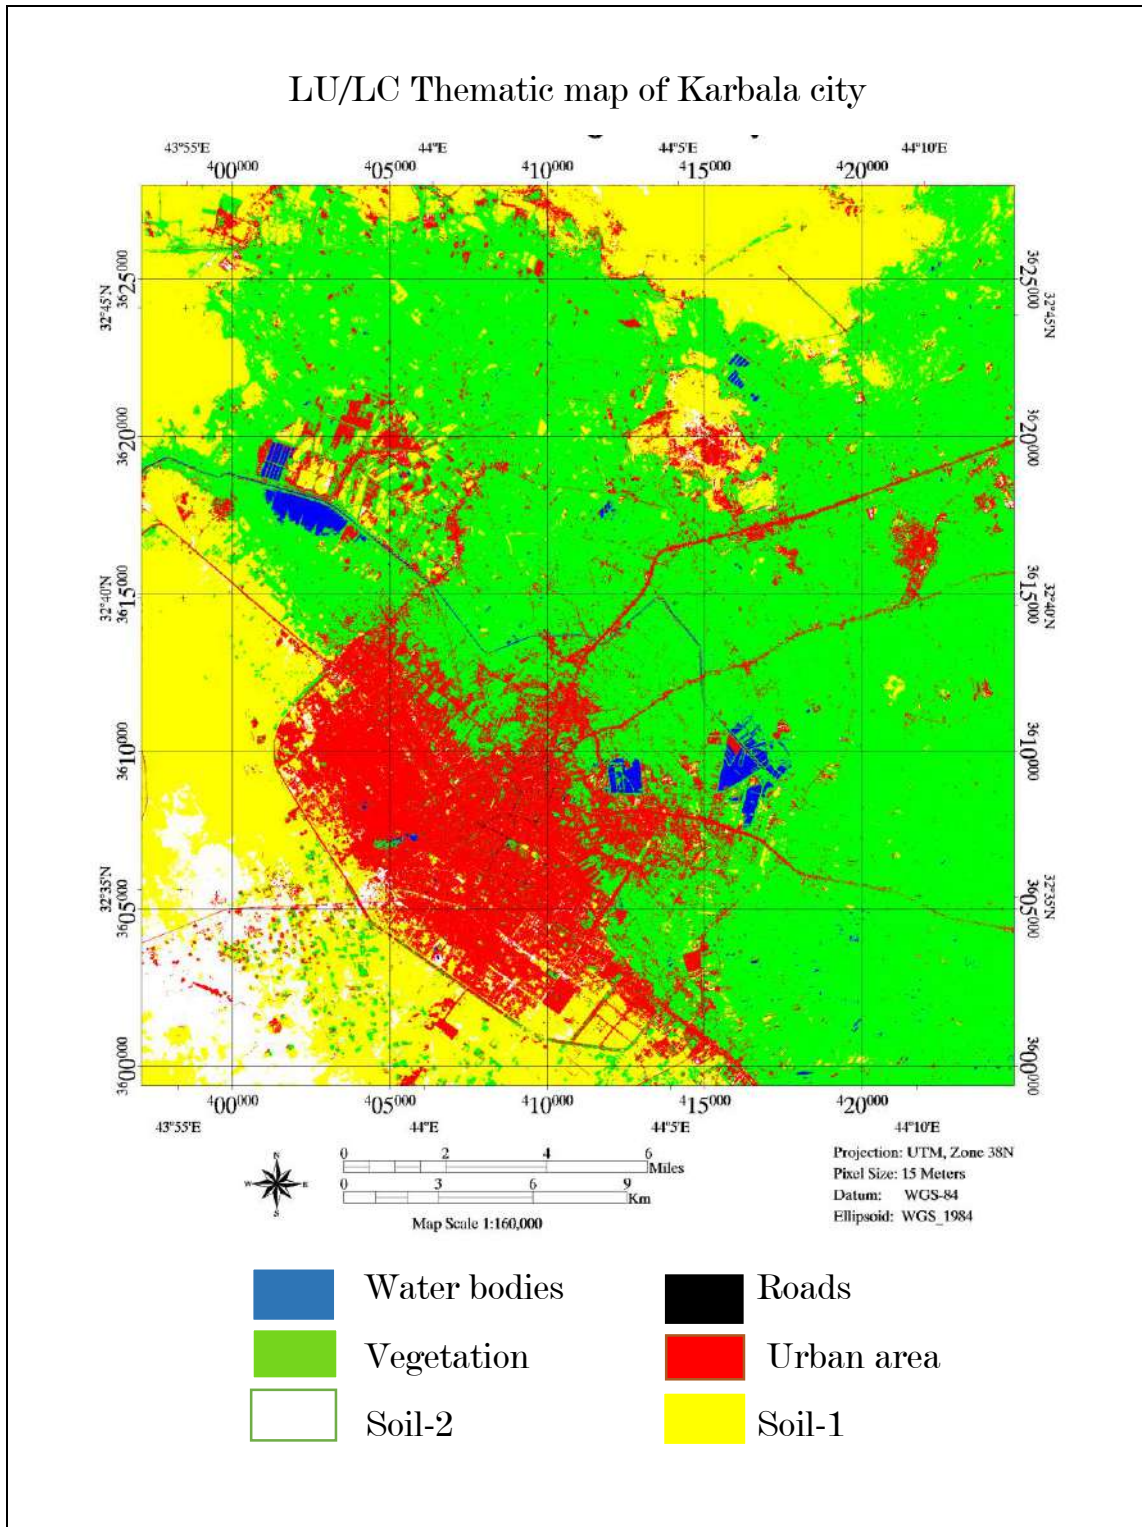 LU/LC Thematic map of Karbala city
43°55'E 44°E 44°5'E 44°10'E
400000 405000 410000 415000 420000
3625000 3625000
32°45'N 32°45'N
3620000 3620000
3615000 3615000
32°40'N 32°40'N
3610000 3610000
32°35'N 32°35'N
3605000 3605000
3600000 3600000
400000 405000 410000 415000 420000
43°55'E 44°E 44°5'E 44°10'E
N
W E
S
0 2 4 6
Miles
0 3 6 9
Km
Map Scale 1:160,000
Projection: UTM, Zone 38N
Pixel Size: 15 Meters
Datum: WGS-84
Ellipsoid: WGS_1984
Water bodies Roads
Vegetation Urban area
Soil-2 Soil-1